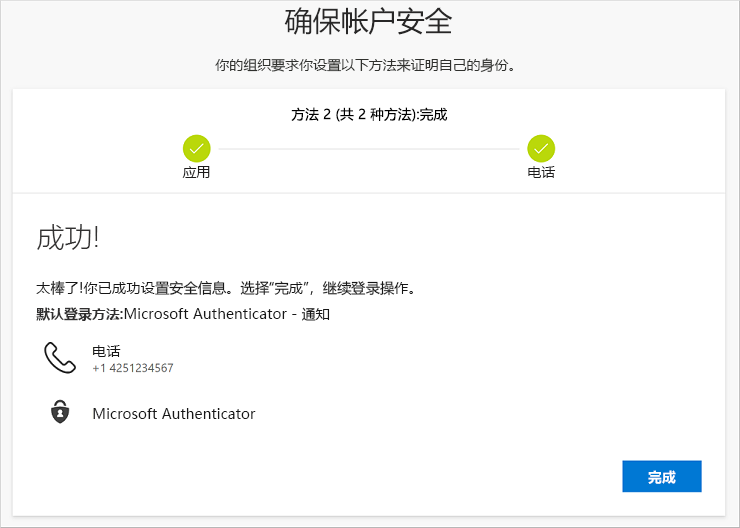 确保帐户安全
你的组织要求你设置以下方法来证明自己的身份。
方法 2 (共 2 种方法):完成
应用
电话
成功!
太棒了!你已成功设置安全信息。选择“完成”，继续登录操作。
默认登录方法:Microsoft Authenticator - 通知
电话
+1 4251234567
Microsoft Authenticator
完成